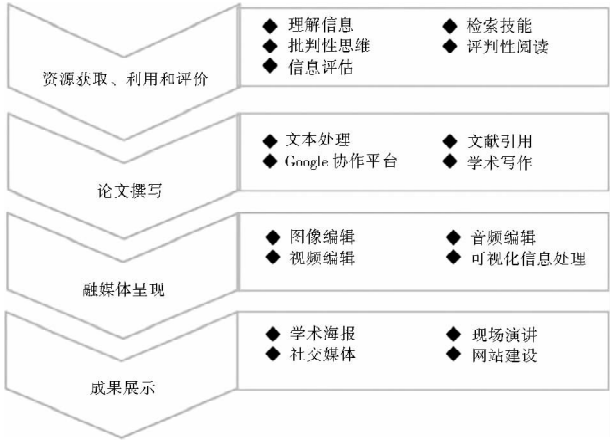 ◆ 理解信息 ◆ 检索技能
◆ 批判性思维 ◆ 评判性阅读
◆ 信息评估
资源获取、利用和评价
◆ 文本处理 ◆ 文献引用
◆ Google 协作平台 ◆ 学术写作
论文撰写
◆ 图像编辑 ◆ 音频编辑
◆ 视频编辑 ◆ 可视化信息处理
融媒体呈现
◆ 学术海报 ◆ 现场演讲
◆ 社交媒体 ◆ 网站建设
成果展示